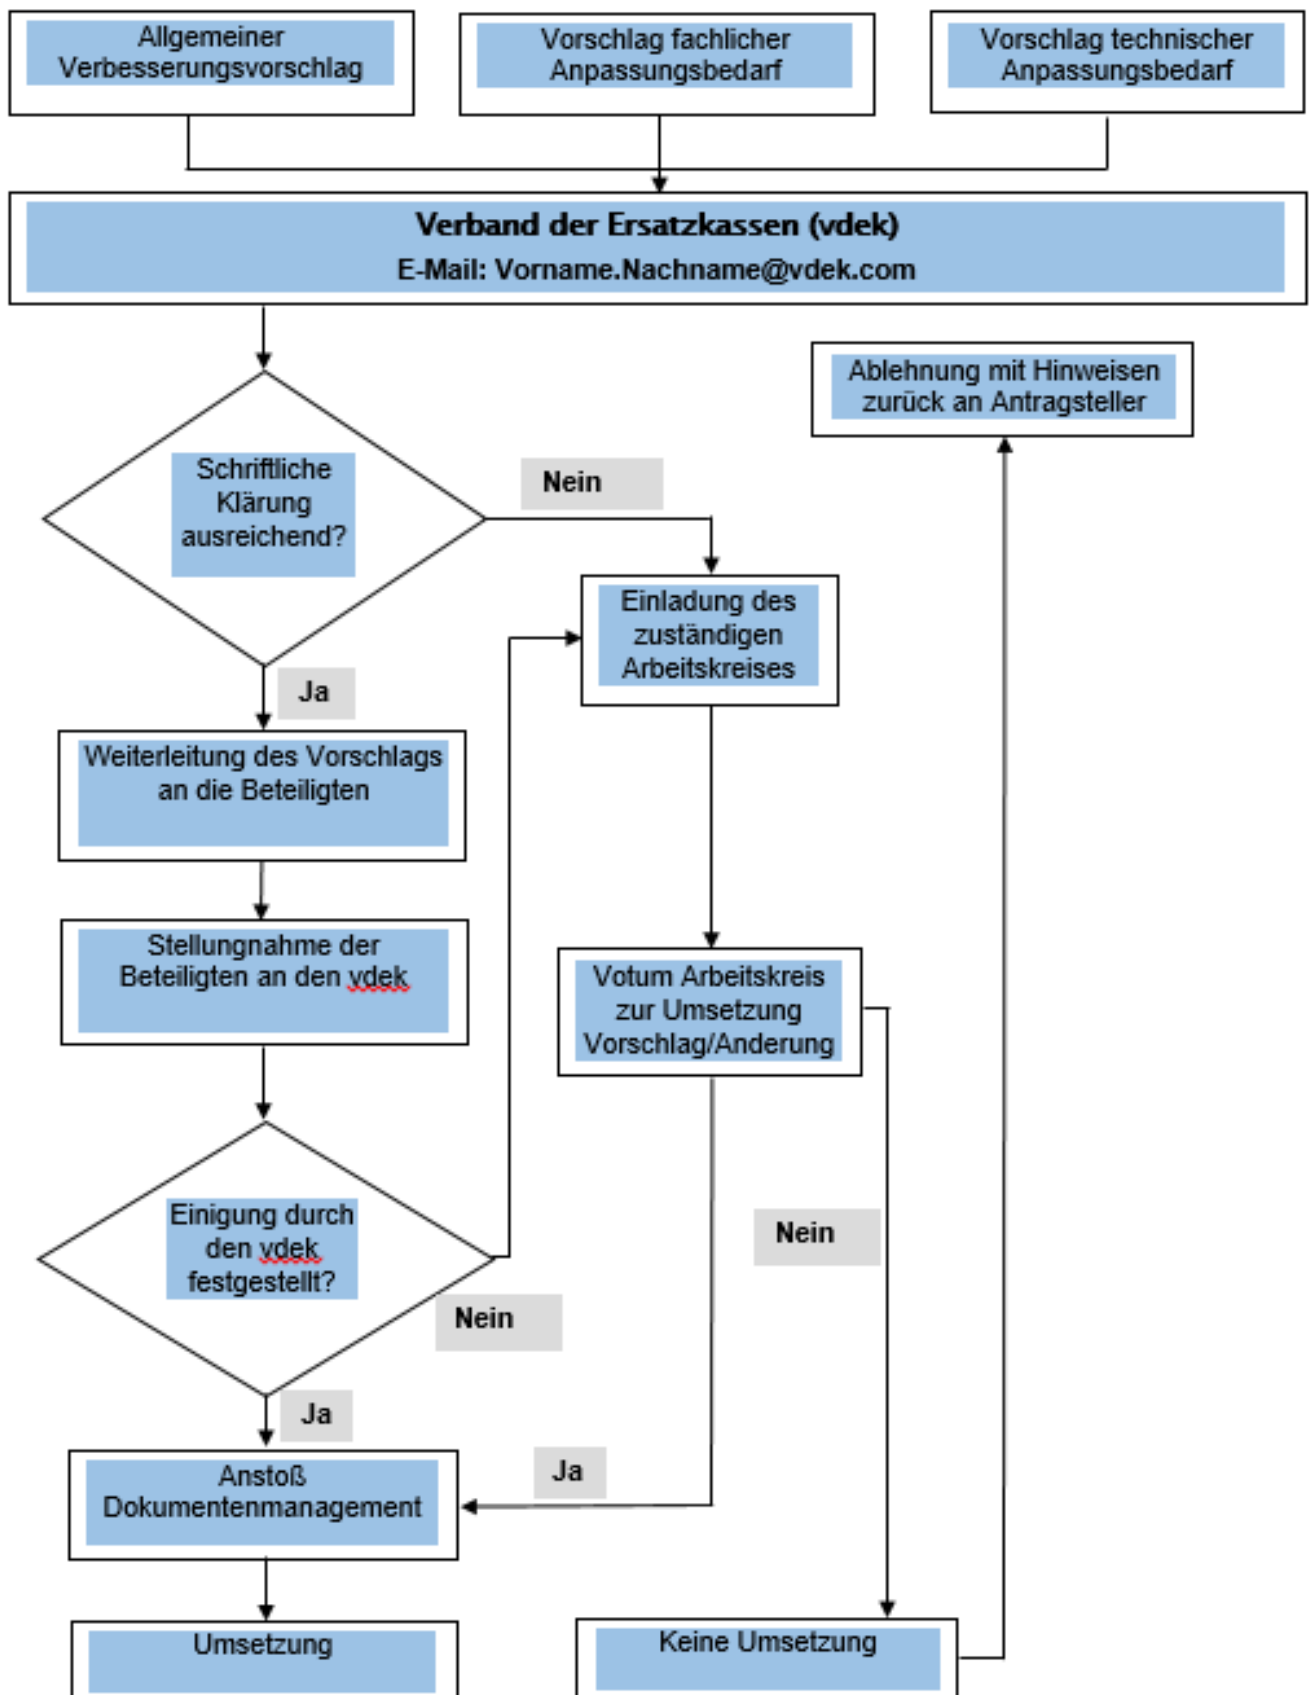 Allgemeiner
Verbesserungsvorschlag
Vorschlag fachlicher
Anpassungsbedarf
Vorschlag technischer
Anpassungsbedarf
Verband der Ersatzkassen (vdek)
E-Mail: Vorname.Nachname@vdek.com
Ablehnung mit Hinweisen
zurück an Antragsteller
Schriftliche
Klärung
ausreichend?
Nein
Einladung des
zuständigen
Arbeitskreises
Ja
Weiterleitung des Vorschlags
an die Beteiligten
Stellungnahme der
Beteiligten an den vdek
Votum Arbeitskreis
zur Umsetzung
Vorschlag/Änderung
Einigung durch
den vdek
festgestellt?
Nein
Nein
Ja
Ja
Anstoß
Dokumentenmanagement
Umsetzung
Keine Umsetzung